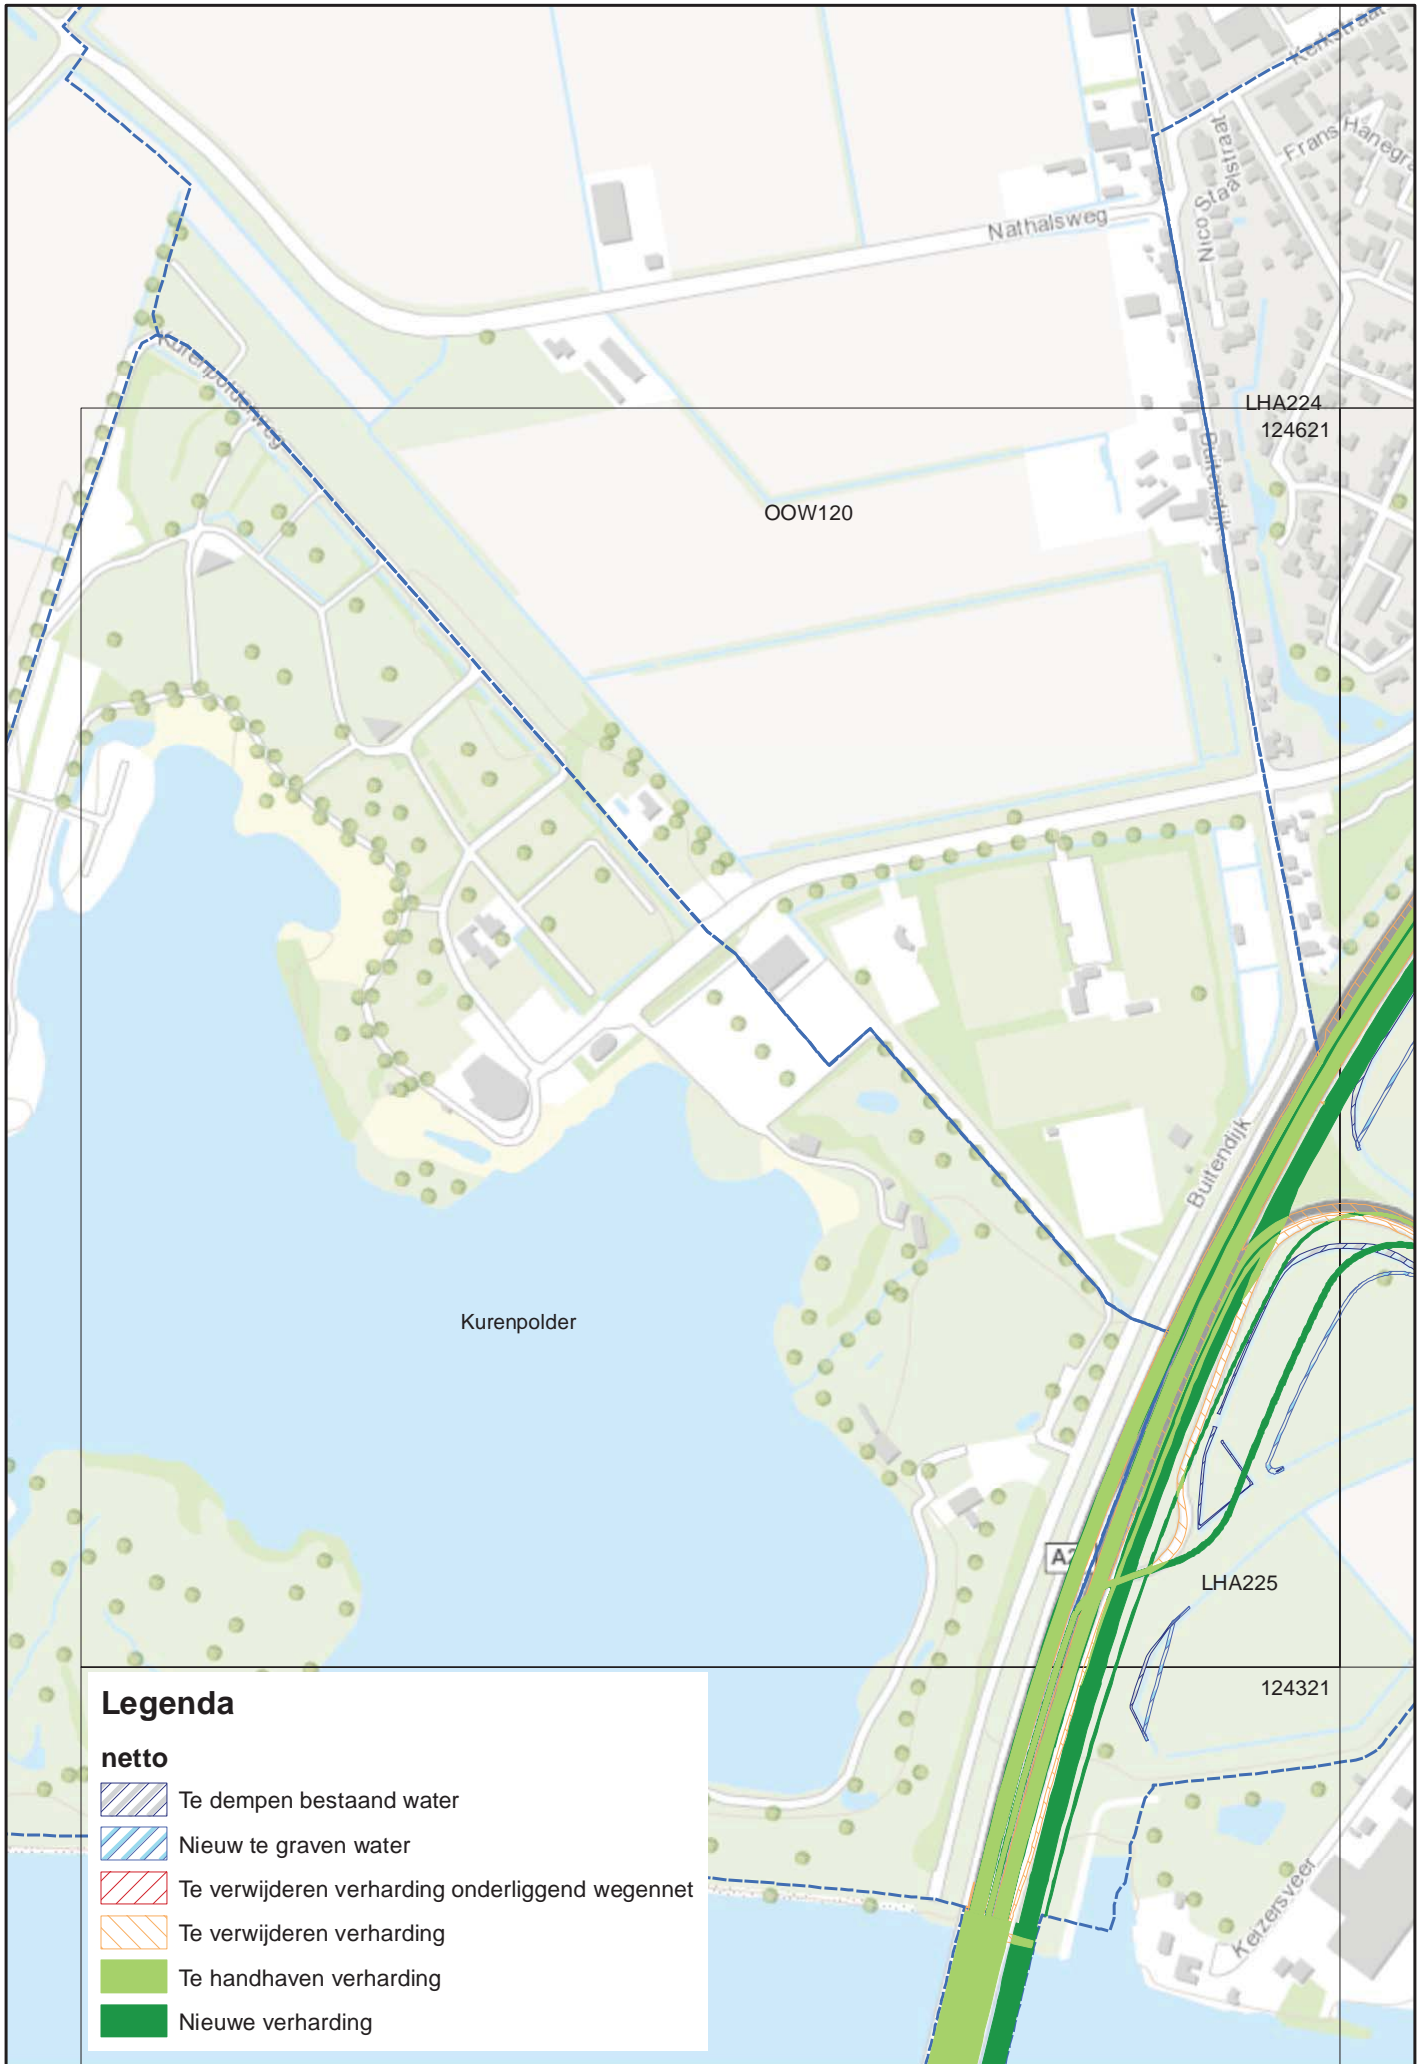 Kerkstraat
Frans Hanegra
Nico Staalstraat
Nathalsweg
Kurenpolderweg
LHA224
124621
Buitendijk
OOW120
Buitendijk
Kurenpolder
A2
LHA225
124321
Legenda
netto
Te dempen bestaand water
Nieuw te graven water
Te verwijderen verharding onderliggend wegennet
Te verwijderen verharding
Te handhaven verharding
Nieuwe verharding
Keizersveer